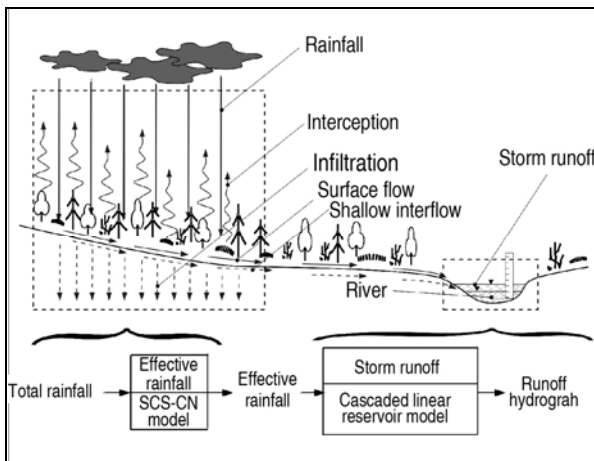 Rainfall
Interception
Infiltration
Storm runoff
Surface flow
Shallow interflow
River
Total rainfall
Effective
rainfall
SCS-CN
model
Effective
rainfall
Storm runoff
Cascaded linear
reservoir model
Runoff
hydrograh